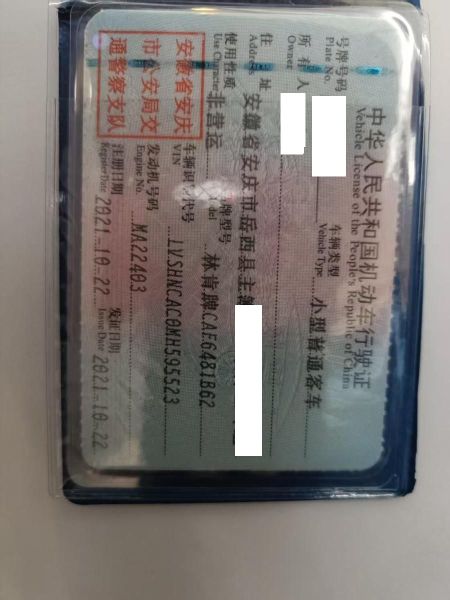 中华人民共和国机动车行驶证
Vehicle License of the People's Republic of China
号牌号码
Plate No.
车辆类型 小型普通客车
Vehicle Type
所有人
Owner
住址 安徽省安庆市岳西县主
Address
使用性质 非营运
Use Character
品牌型号 林肯牌CAF6481B62
Model
车辆识别代号 LVSHNCAC0MH595523
VIN
发动机号码 MA22403
Engine No.
注册日期 2021-10-22
Register Date
发证日期 2021-10-22
Issue Date
安徽省安庆
市公安局交
通警察支队